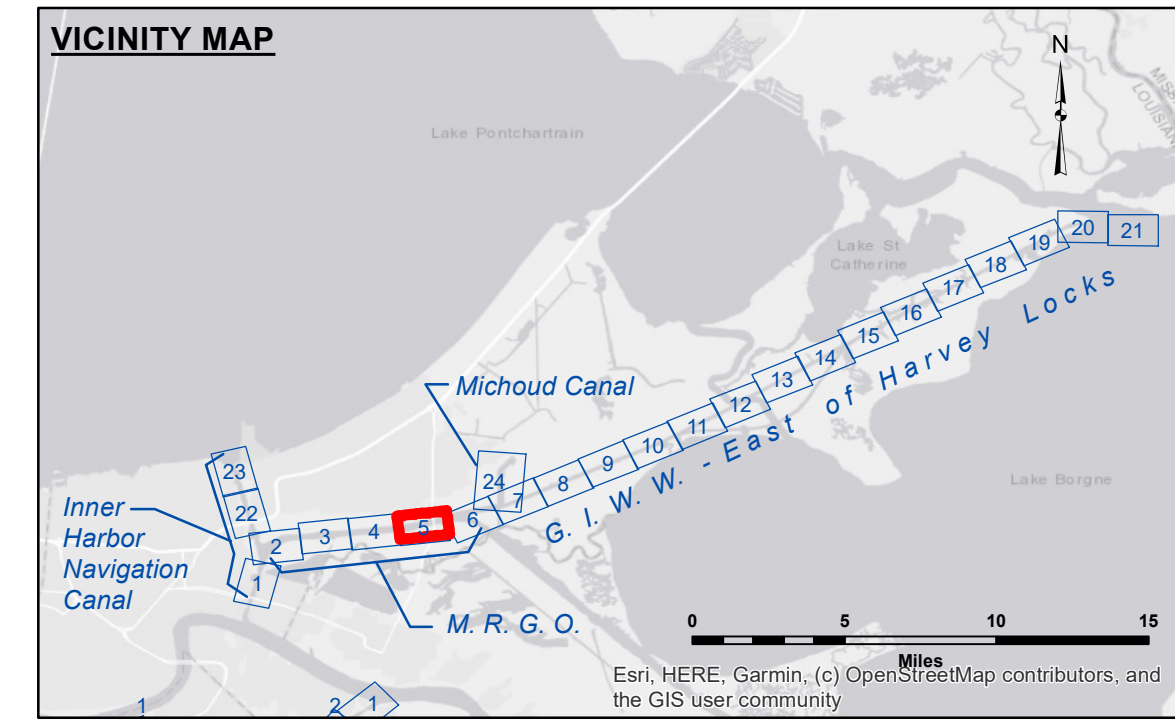 VICINITY MAP
N
LOUISIANA
Lake Pontchartrain
Lake St
Catherine
20
21
19
18
17
16
15
14
13
12
11
10
9
8
7
24
6
5
4
3
2
22
23
1
G. I. W. W. - East of Harvey Locks
Michoud Canal
Lake Borgne
Inner
Harbor
Navigation
Canal
M. R. G. O.
0 5 10 15
Miles
Esri, HERE, Garmin, (c) OpenStreetMap contributors, and
the GIS user community
1
2
1